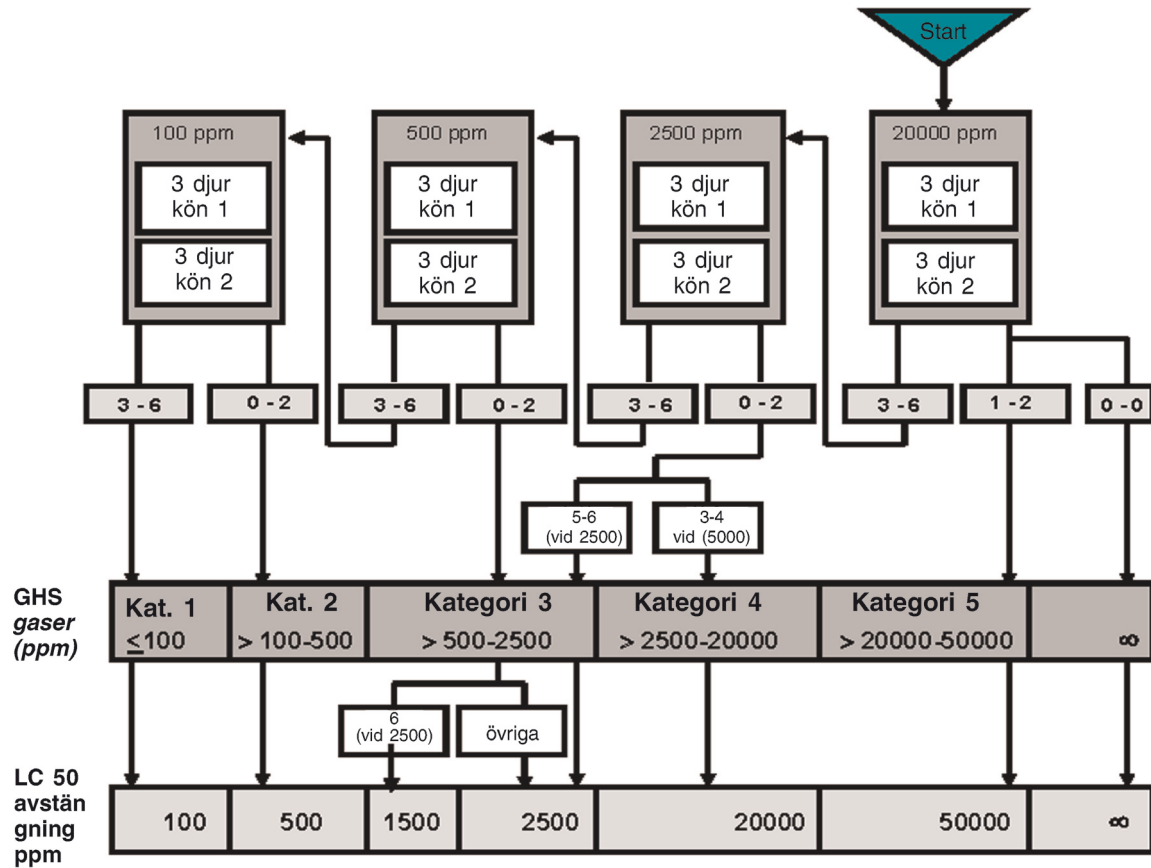 Start
100 ppm
500 ppm
2500 ppm
20000 ppm
3 djur
kön 1
3 djur
kön 2
3 djur
kön 1
3 djur
kön 2
3 djur
kön 1
3 djur
kön 2
3 djur
kön 1
3 djur
kön 2
3 - 6
0 - 2
3 - 6
0 - 2
3 - 6
0 - 2
3 - 6
1 - 2
0 - 0
5-6
(vid 2500)
3-4
vid (5000)
GHS
gaser
(ppm)
Kat. 1
≤100
Kat. 2
> 100-500
Kategori 3
> 500-2500
Kategori 4
> 2500-20000
Kategori 5
> 20000-50000
∞
6
(vid 2500)
övriga
LC 50
avstän
gning
ppm
100
500
1500
2500
20000
50000
∞